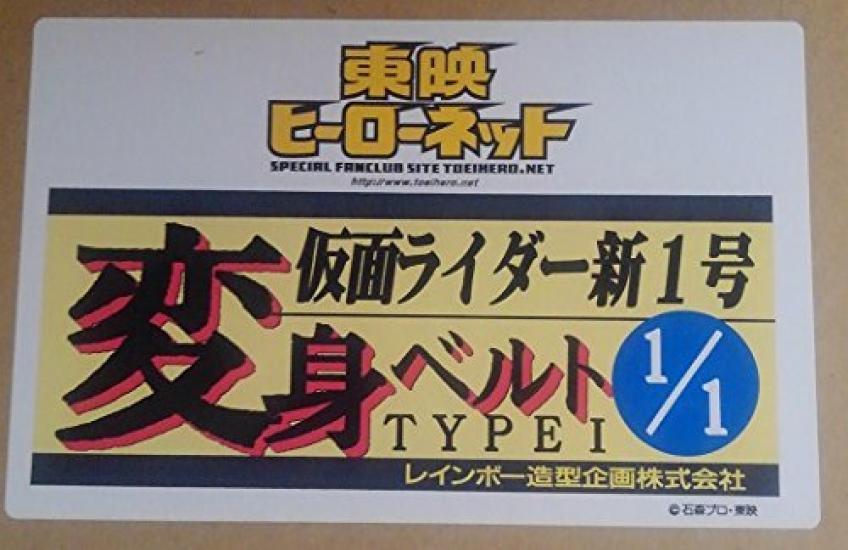 東映
ヒーローネット
SPECIAL FANCLUB SITE TOEIHERO.NET
http://www.toeihero.net
仮面ライダー新1号
変身ベルト
TYPE I
1/1
レインボー造型企画株式会社
©石森プロ・東映